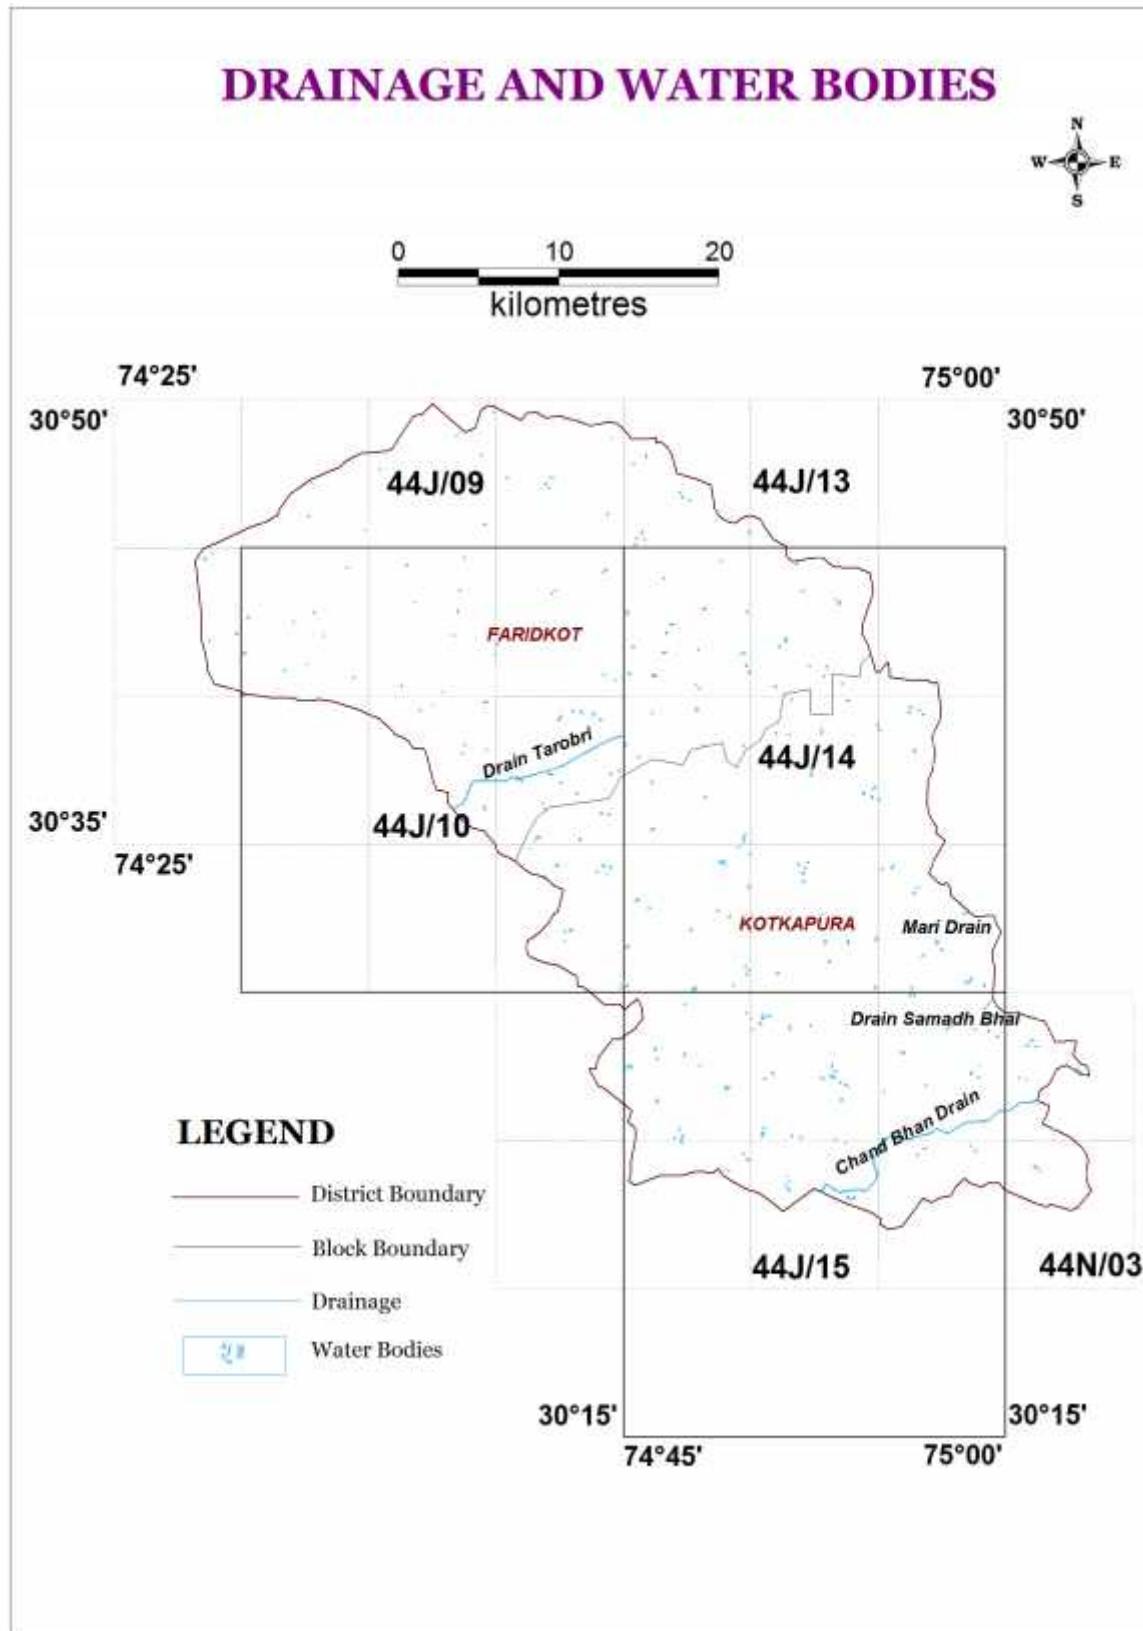 DRAINAGE AND WATER BODIES
N
W E
S
0 10 20
kilometres
74°25' 75°00'
30°50' 30°50'
44J/09 44J/13
FARIDKOT
Drain Tarobri
44J/14
30°35' 44J/10
74°25'
KOTKAPURA Mari Drain
Drain Samadh Bhai
Chand Bhan Drain
LEGEND
District Boundary
Block Boundary
44J/15 44N/03
Drainage
Water Bodies
30°15' 30°15'
74°45' 75°00'